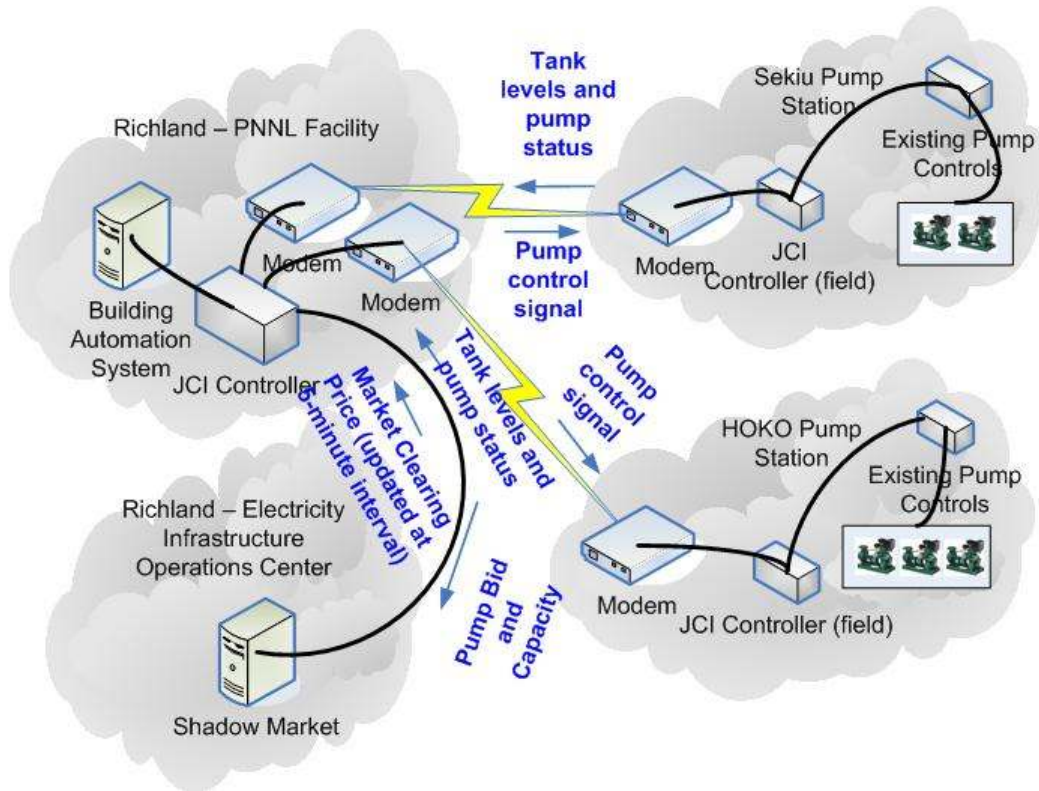 Richland – PNNL Facility
Modem
Modem
Building
Automation
System
JCI Controller
Tank
levels and
pump
status
Pump
control
signal
Sekiu Pump
Station
Existing Pump
Controls
Modem
JCI
Controller (field)
Market Clearing
Price (updated at
5-minute interval)
Tank levels and
pump status
Pump
control
signal
HOKO Pump
Station
Existing Pump
Controls
Modem
JCI Controller (field)
Richland – Electricity
Infrastructure
Operations Center
Pump Bid
and
Capacity
Shadow Market